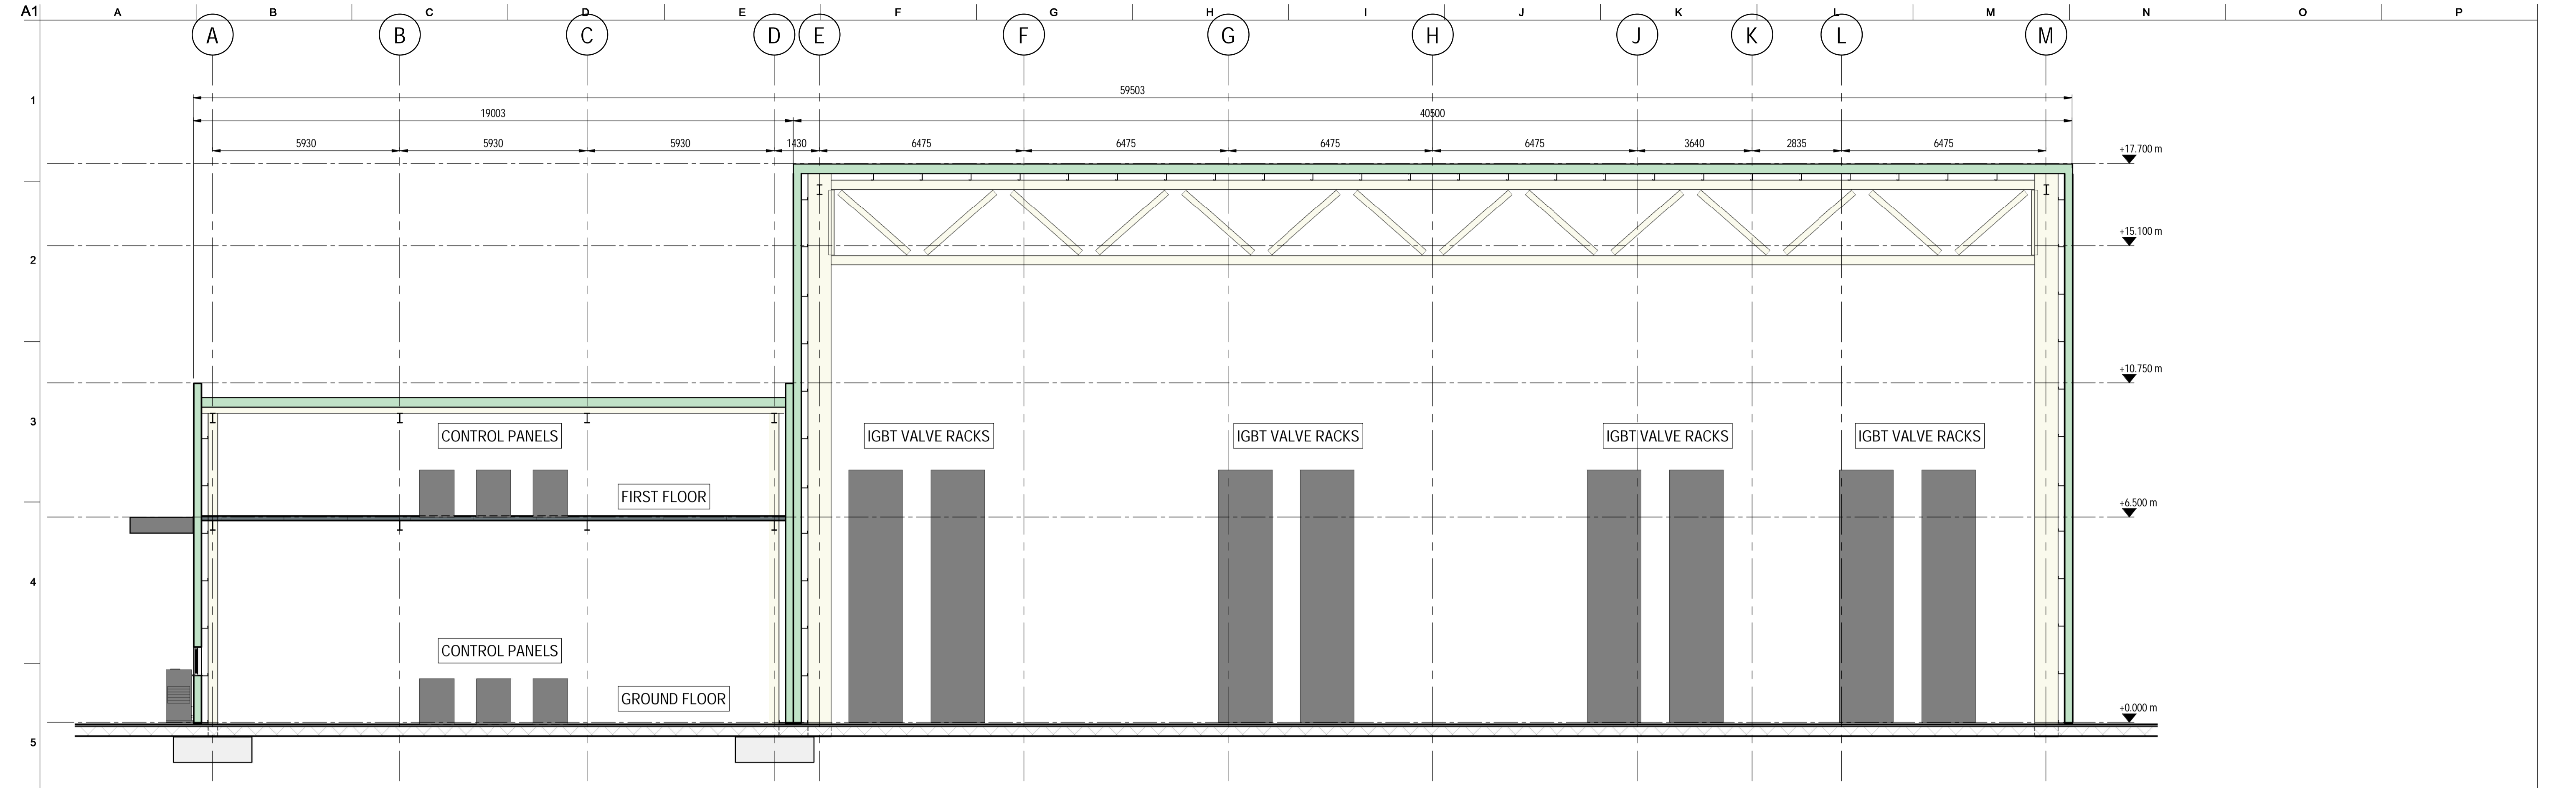 A1 A B C D E F G H I J K L M N O P
A B C D E F G H J K L M
1
59503
19003 40500
5930 5930 5930 1430 6475 6475 6475 6475 3640 2835 6475
+17.700 m
+15.100 m
2
+10.750 m
3
CONTROL PANELS IGBT VALVE RACKS IGBT VALVE RACKS IGBT VALVE RACKS IGBT VALVE RACKS
FIRST FLOOR
+6.500 m
4
CONTROL PANELS
GROUND FLOOR
+0.000 m
5